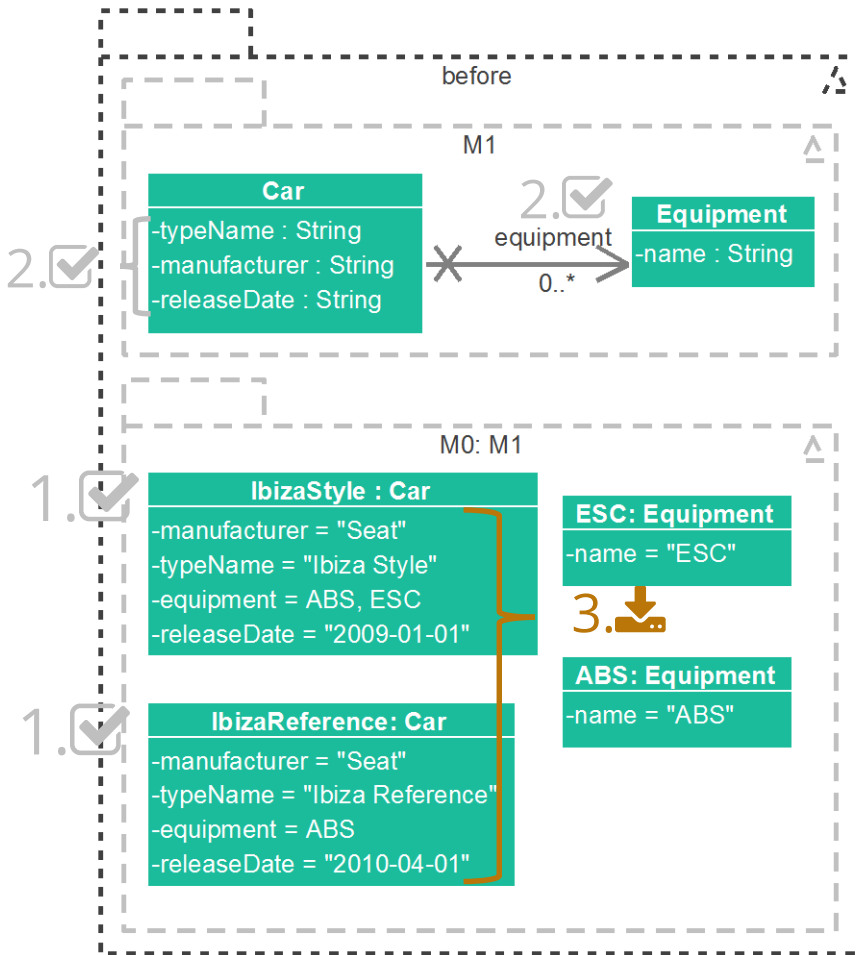 before
M1
Car
-typeName : String
-manufacturer : String
-releaseDate : String
2.
2.
equipment
0..*
Equipment
-name : String
M0: M1
1.
IbizaStyle : Car
-manufacturer = "Seat"
-typeName = "Ibiza Style"
-equipment = ABS, ESC
-releaseDate = "2009-01-01"
ESC: Equipment
-name = "ESC"
3.
ABS: Equipment
-name = "ABS"
1.
IbizaReference: Car
-manufacturer = "Seat"
-typeName = "Ibiza Reference"
-equipment = ABS
-releaseDate = "2010-04-01"